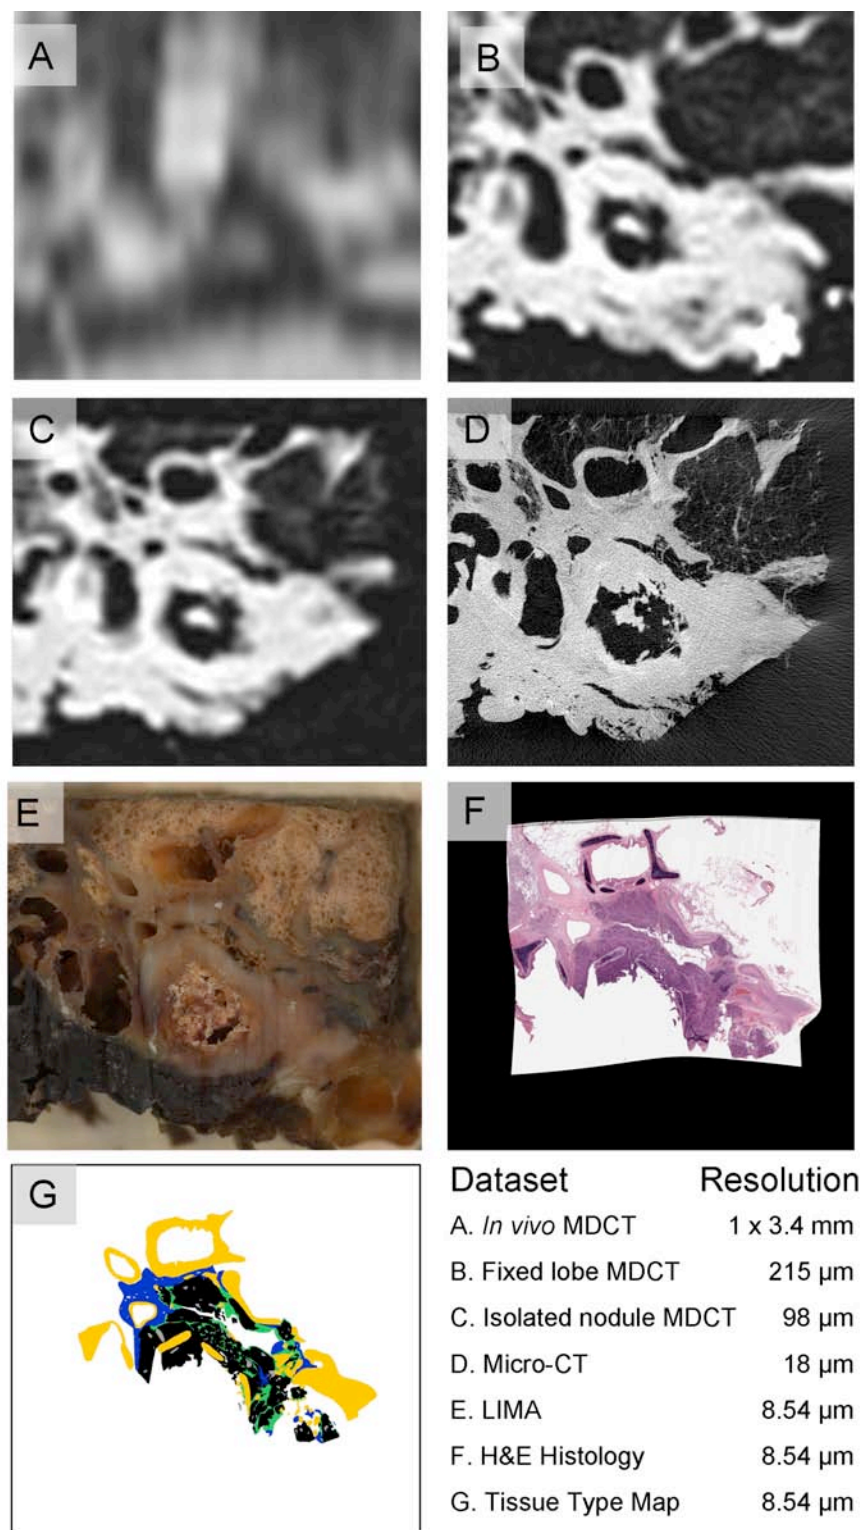 A
B
C
D
E
F
G
Dataset Resolution
A. In vivo MDCT 1 x 3.4 mm
B. Fixed lobe MDCT 215 µm
C. Isolated nodule MDCT 98 µm
D. Micro-CT 18 µm
E. LIMA 8.54 µm
F. H&E Histology 8.54 µm
G. Tissue Type Map 8.54 µm